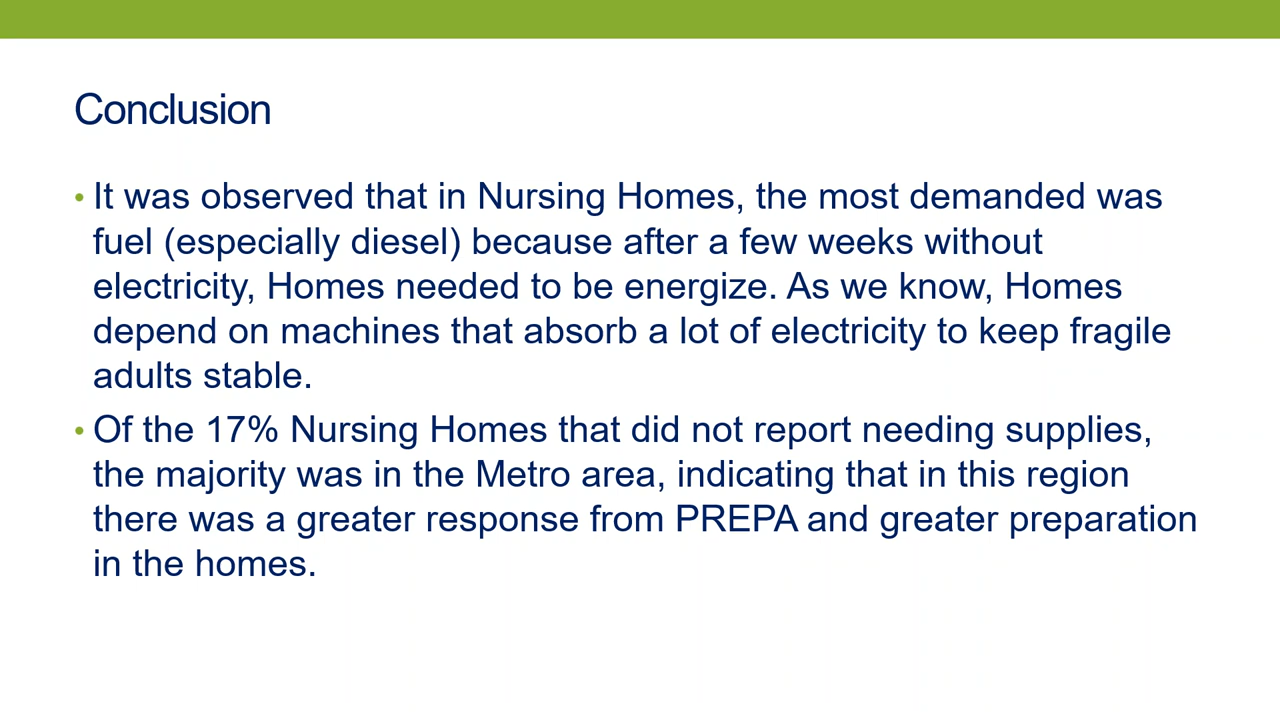 Conclusion
• It was observed that in Nursing Homes, the most demanded was
fuel (especially diesel) because after a few weeks without
electricity, Homes needed to be energize. As we know, Homes
depend on machines that absorb a lot of electricity to keep fragile
adults stable.
• Of the 17% Nursing Homes that did not report needing supplies,
the majority was in the Metro area, indicating that in this region
there was a greater response from PREPA and greater preparation
in the homes.